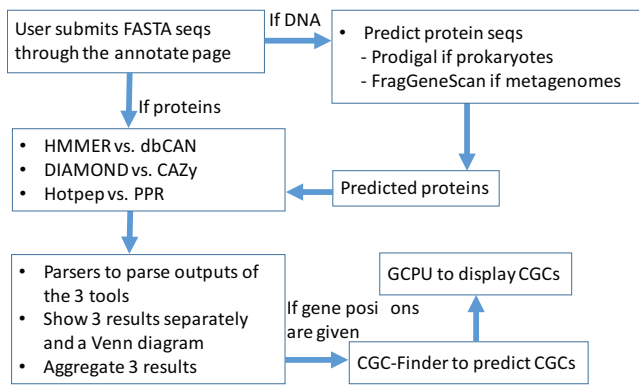 User submits FASTA seqs
through the annotate page
If DNA
• Predict protein seqs
- Prodigal if prokaryotes
- FragGeneScan if metagenomes
If proteins
• HMMER vs. dbCAN
• DIAMOND vs. CAZy
• Hotpep vs. PPR
Predicted proteins
• Parsers to parse outputs of
the 3 tools
• Show 3 results separately
and a Venn diagram
• Aggregate 3 results
If gene posi ons
are given
GCPU to display CGCs
CGC-Finder to predict CGCs